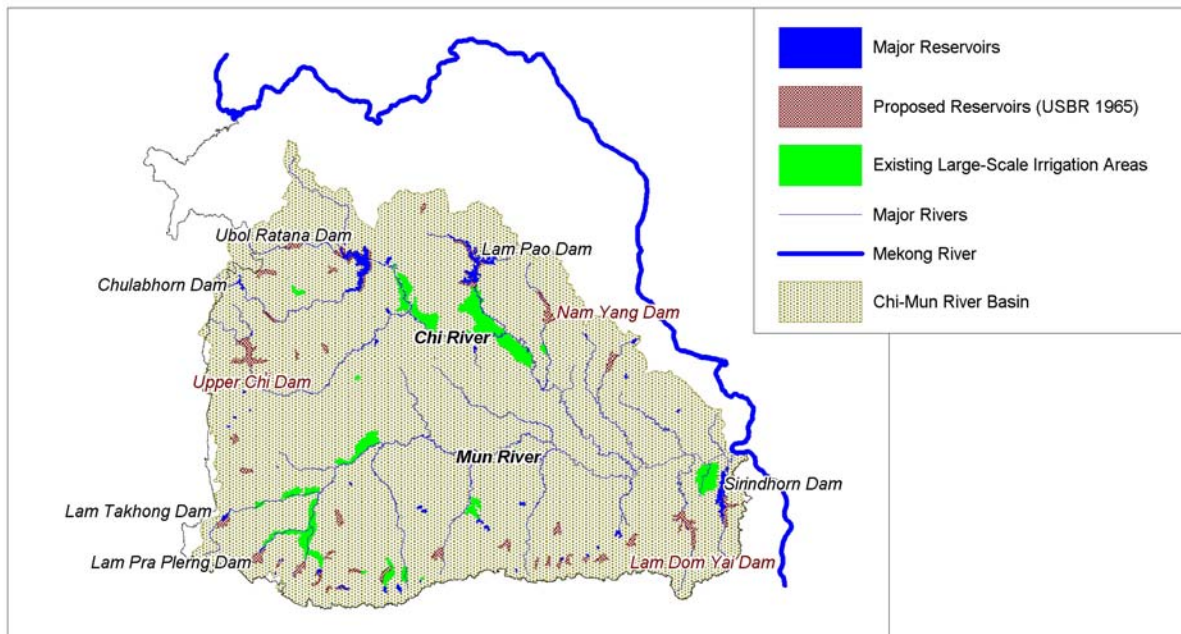 Major Reservoirs
Proposed Reservoirs (USBR 1965)
Existing Large-Scale Irrigation Areas
Major Rivers
Mekong River
Chi-Mun River Basin
Ubol Ratana Dam
Lam Pao Dam
Chulabhorn Dam
Nam Yang Dam
Chi River
Upper Chi Dam
Mun River
Sirindhorn Dam
Lam Takhong Dam
Lam Pra Plerng Dam
Lam Dom Yai Dam